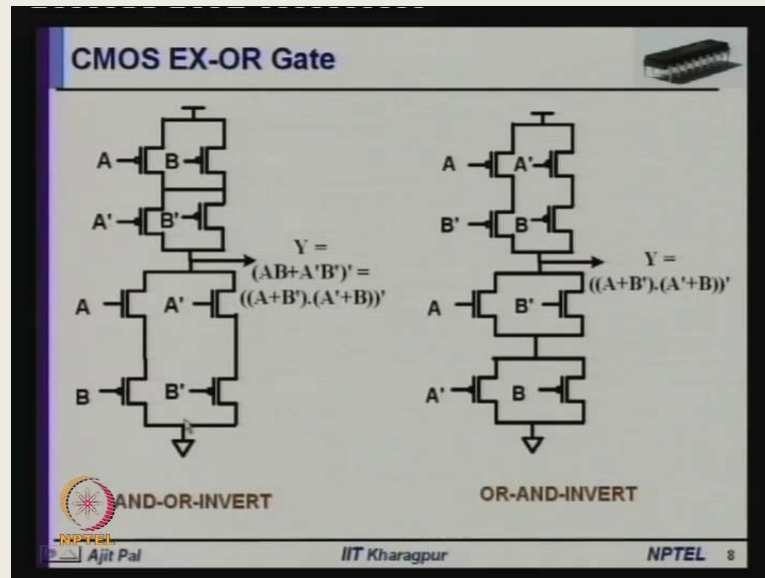 CMOS EX-OR Gate
A B
A' B'
Y =
(AB+A'B')' =
((A+B').(A'+B))'
A A'
B B'
AND-OR-INVERT
A A'
B' B
Y =
((A+B').(A'+B))'
A B'
A' B
OR-AND-INVERT
NPTEL
Ajit Pal IIT Kharagpur NPTEL 8